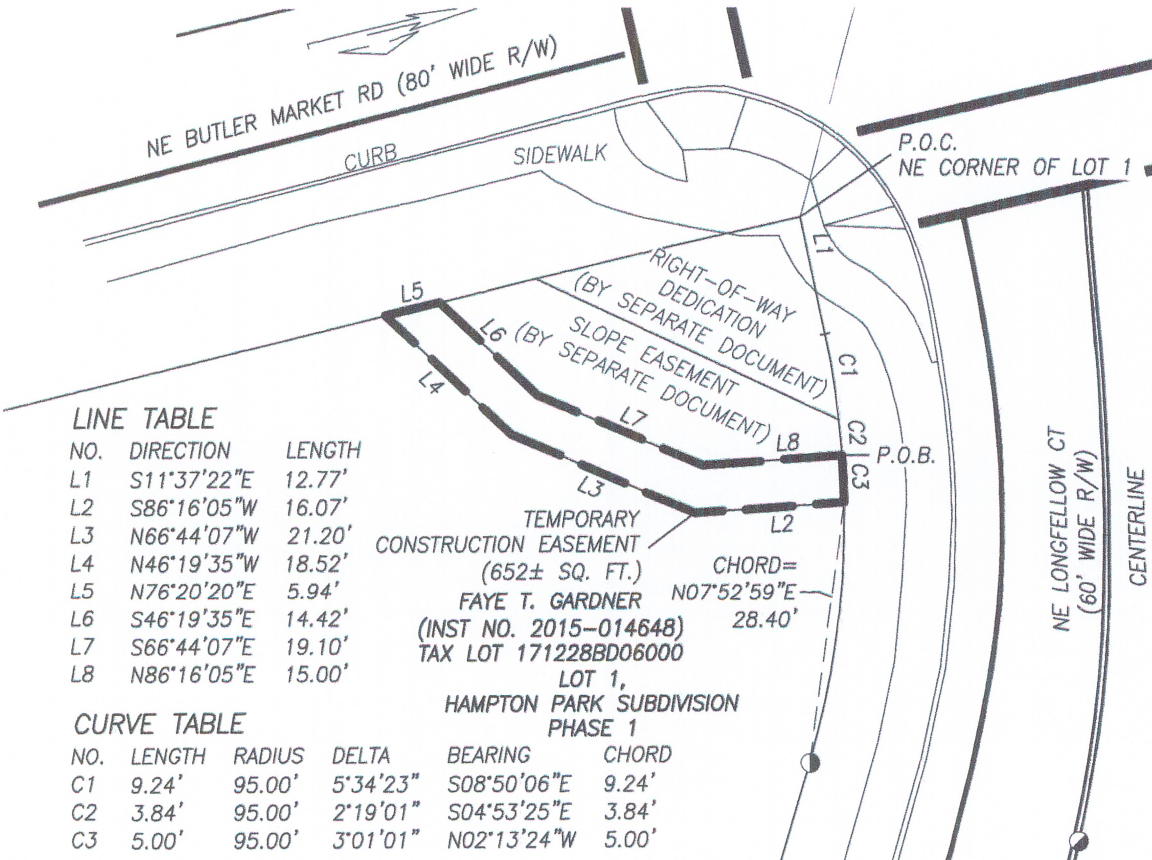 NE BUTLER MARKET RD (80' WIDE R/W)
CURB
SIDEWALK
P.O.C.
NE CORNER OF LOT 1
L1
RIGHT-OF-WAY
DEDICATION
(BY SEPARATE DOCUMENT)
SLOPE EASEMENT
(BY SEPARATE DOCUMENT)
L5
L6
L4
L7
L8
L3
L2
C1
C2
C3
P.O.B.
TEMPORARY
CONSTRUCTION EASEMENT
(652± SQ. FT.)
CHORD=
N07°52'59"E
28.40'
FAYE T. GARDNER
(INST NO. 2015-014648)
TAX LOT 171228BD06000
LOT 1,
HAMPTON PARK SUBDIVISION
PHASE 1
NE LONGFELLOW CT
(60' WIDE R/W)
CENTERLINE
LINE TABLE
NO. DIRECTION LENGTH
L1 S11°37'22"E 12.77'
L2 S86°16'05"W 16.07'
L3 N66°44'07"W 21.20'
L4 N46°19'35"W 18.52'
L5 N76°20'20"E 5.94'
L6 S46°19'35"E 14.42'
L7 S66°44'07"E 19.10'
L8 N86°16'05"E 15.00'
CURVE TABLE
NO. LENGTH RADIUS DELTA BEARING CHORD
C1 9.24' 95.00' 5°34'23" S08°50'06"E 9.24'
C2 3.84' 95.00' 2°19'01" S04°53'25"E 3.84'
C3 5.00' 95.00' 3°01'01" N02°13'24"W 5.00'